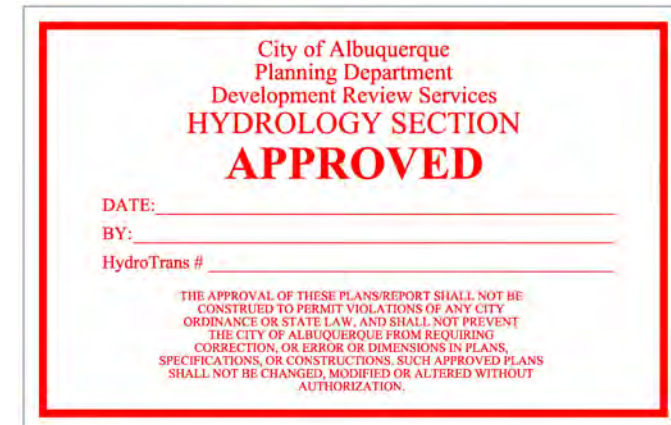 City of Albuquerque
Planning Department
Development Review Services
HYDROLOGY SECTION
APPROVED
DATE:
BY:
HydroTrans #
THE APPROVAL OF THESE PLANS/REPORT SHALL NOT BE
CONSTRUED TO PERMIT VIOLATIONS OF ANY CITY
ORDINANCE OR STATE LAW, AND SHALL NOT PREVENT
THE CITY OF ALBUQUERQUE FROM REQUIRING
CORRECTION, OR ERROR OR DIMENSIONS IN PLANS,
SPECIFICATIONS, OR CONSTRUCTIONS. SUCH APPROVED PLANS
SHALL NOT BE CHANGED, MODIFIED OR ALTERED WITHOUT
AUTHORIZATION.